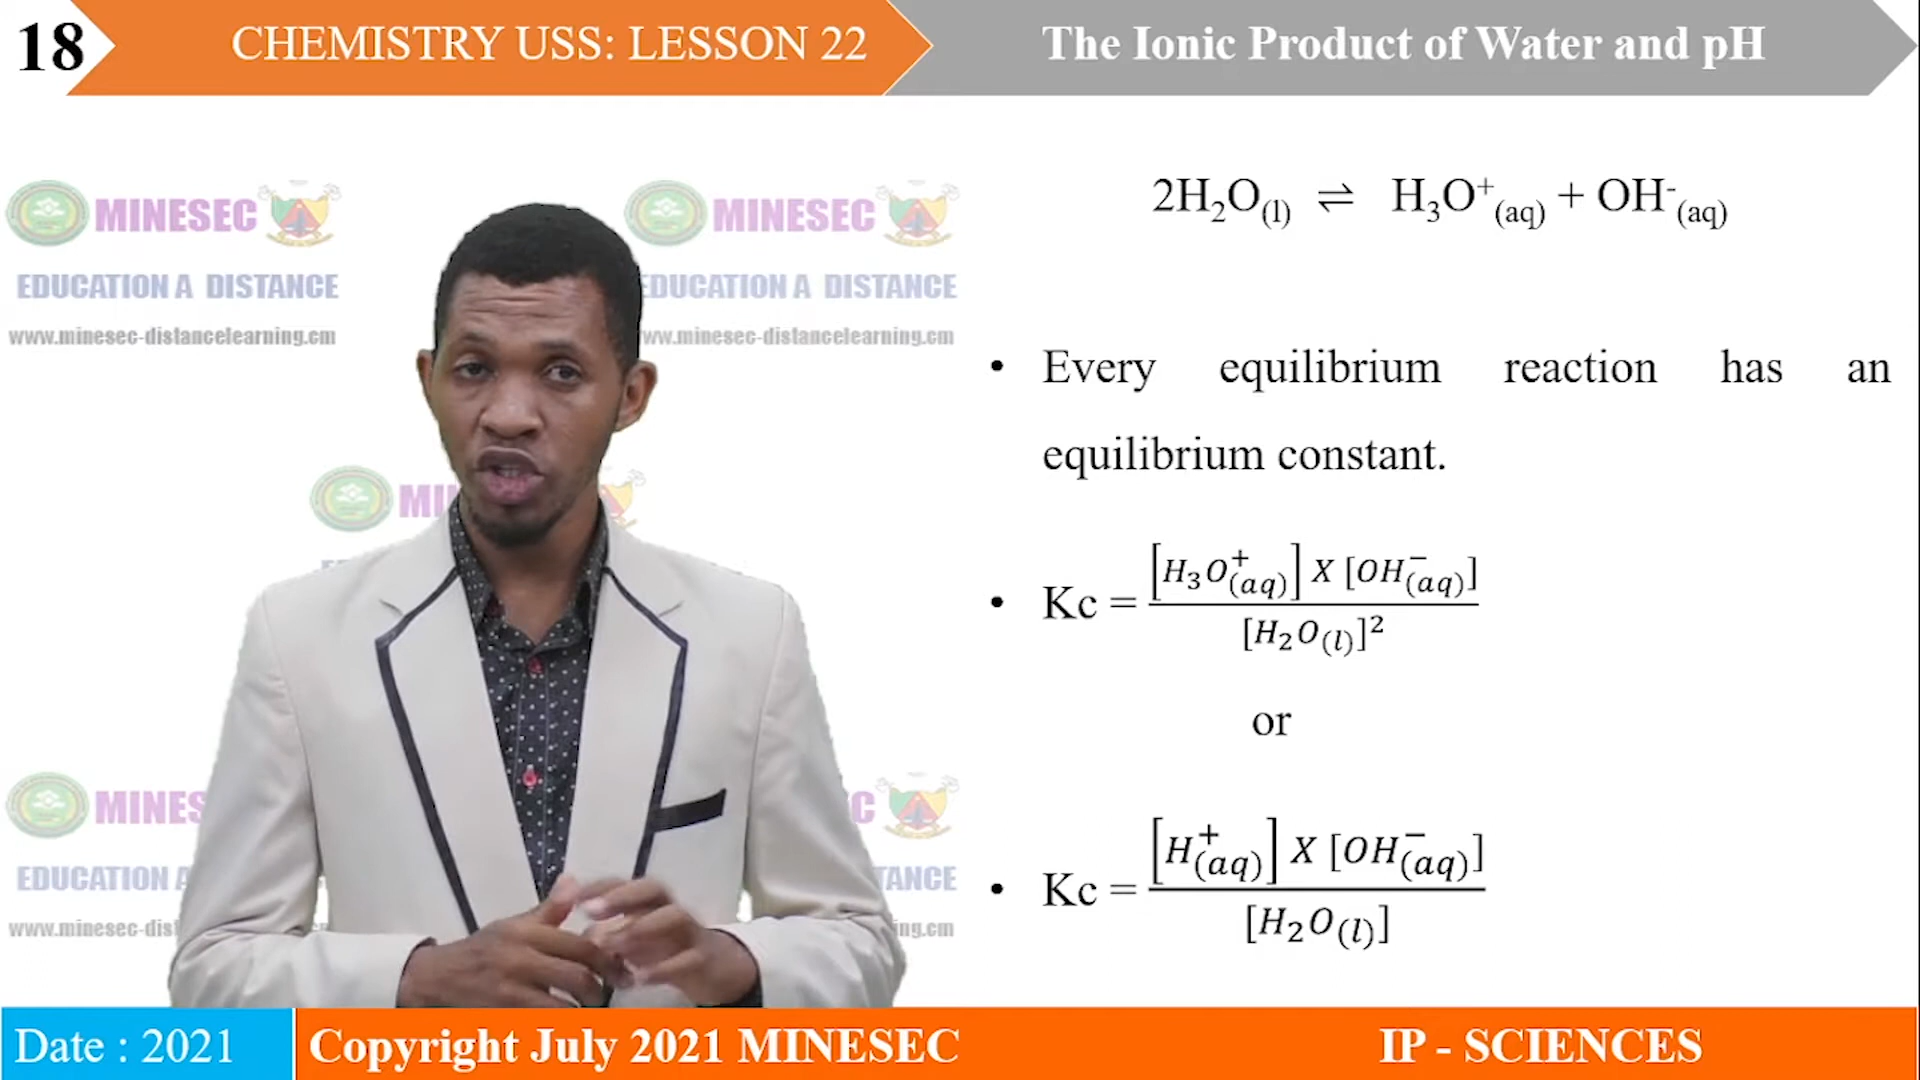 18
CHEMISTRY USS: LESSON 22
The Ionic Product of Water and pH
MINESEC
MINESEC
EDUCATION A DISTANCE
EDUCATION A DISTANCE
www.minesec-distancelearning.cm
www.minesec-distancelearning.cm
2H₂O(l) ⇌ H₃O⁺(aq) + OH⁻(aq)
• Every equilibrium reaction has an
equilibrium constant.
• Kc = [H₃O⁺(aq)] X [OH⁻(aq)]
[H₂O(l)]²
or
• Kc = [H⁺(aq)] X [OH⁻(aq)]
[H₂O(l)]
Date : 2021
Copyright July 2021 MINESEC
IP - SCIENCES